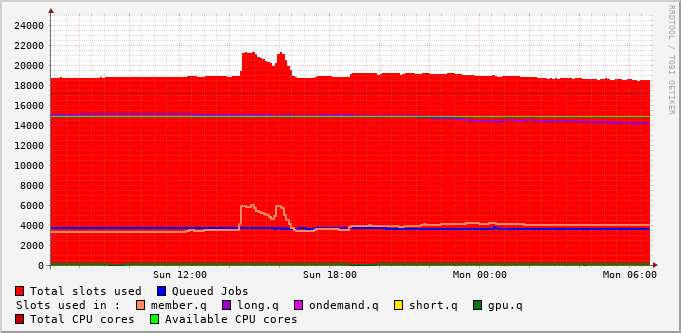 RRDTOOL / TOBI OETIKER
24000
22000
20000
18000
16000
14000
12000
10000
8000
6000
4000
2000
0
Sun 12:00 Sun 18:00 Mon 00:00 Mon 06:00
Total slots used Queued Jobs
Slots used in : member.q long.q ondemand.q short.q gpu.q
Total CPU cores Available CPU cores